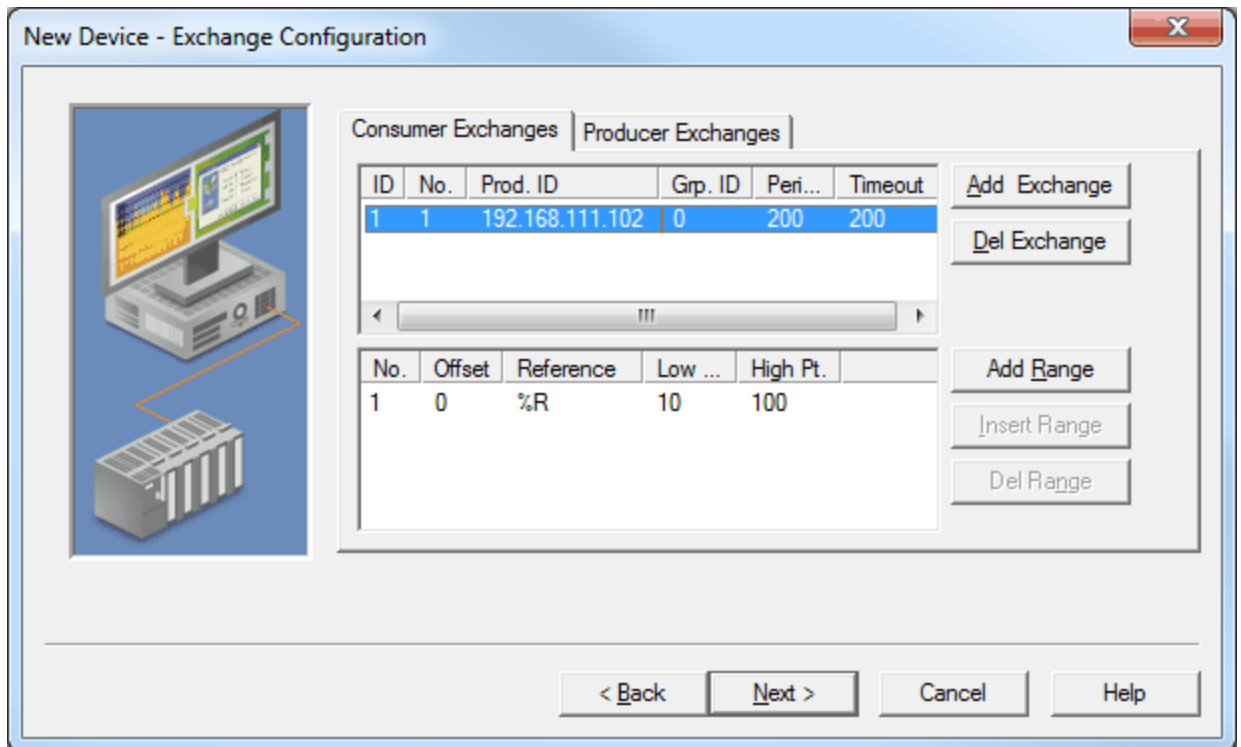 New Device - Exchange Configuration
Consumer Exchanges Producer Exchanges
ID No. Prod. ID Grp. ID Peri... Timeout
1 1 192.168.111.102 0 200 200
Add Exchange
Del Exchange
No. Offset Reference Low ... High Pt.
1 0 %R 10 100
Add Range
Insert Range
Del Range
< Back Next > Cancel Help